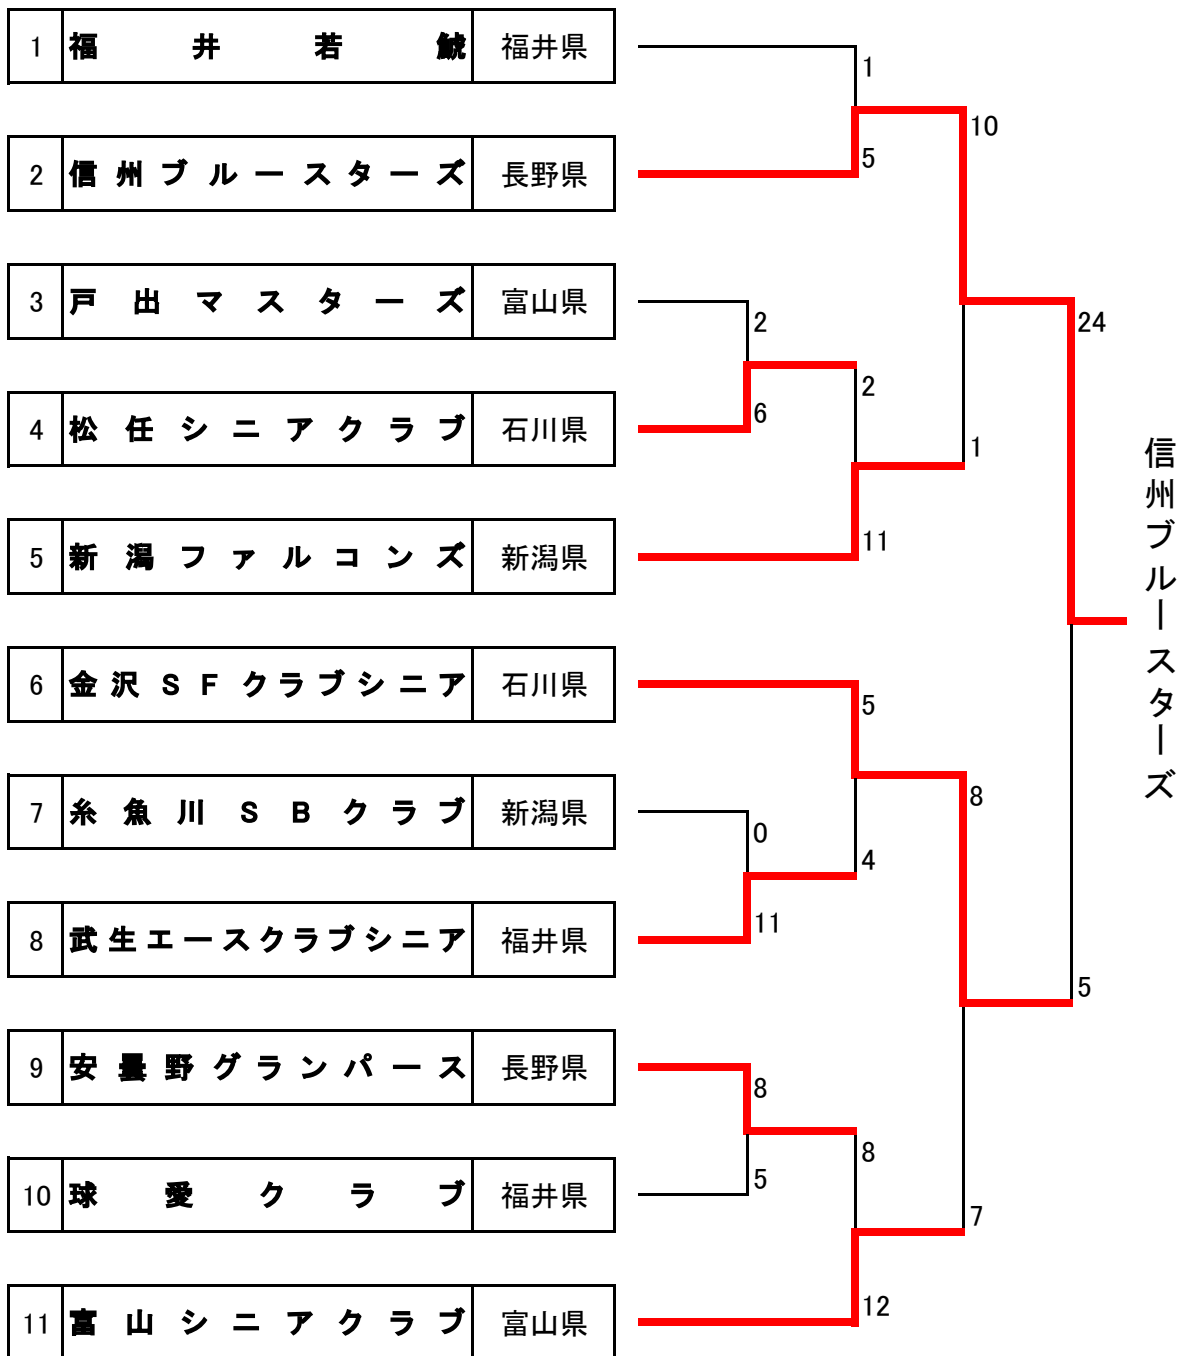 1 福井若鯱 福井県
1
10
2 信州ブルースターズ 長野県
5
3 戸出マスターズ 富山県
2
24
2
4 松任シニアクラブ 石川県
6
1
5 新潟ファルコンズ 新潟県
11
信州ブルースターズ
6 金沢SFクラブシニア 石川県
5
8
7 糸魚川SBクラブ 新潟県
0
4
8 武生エースクラブシニア 福井県
11
5
9 安曇野グランパース 長野県
8
8
10 球愛クラブ 福井県
5
7
11 富山シニアクラブ 富山県
12